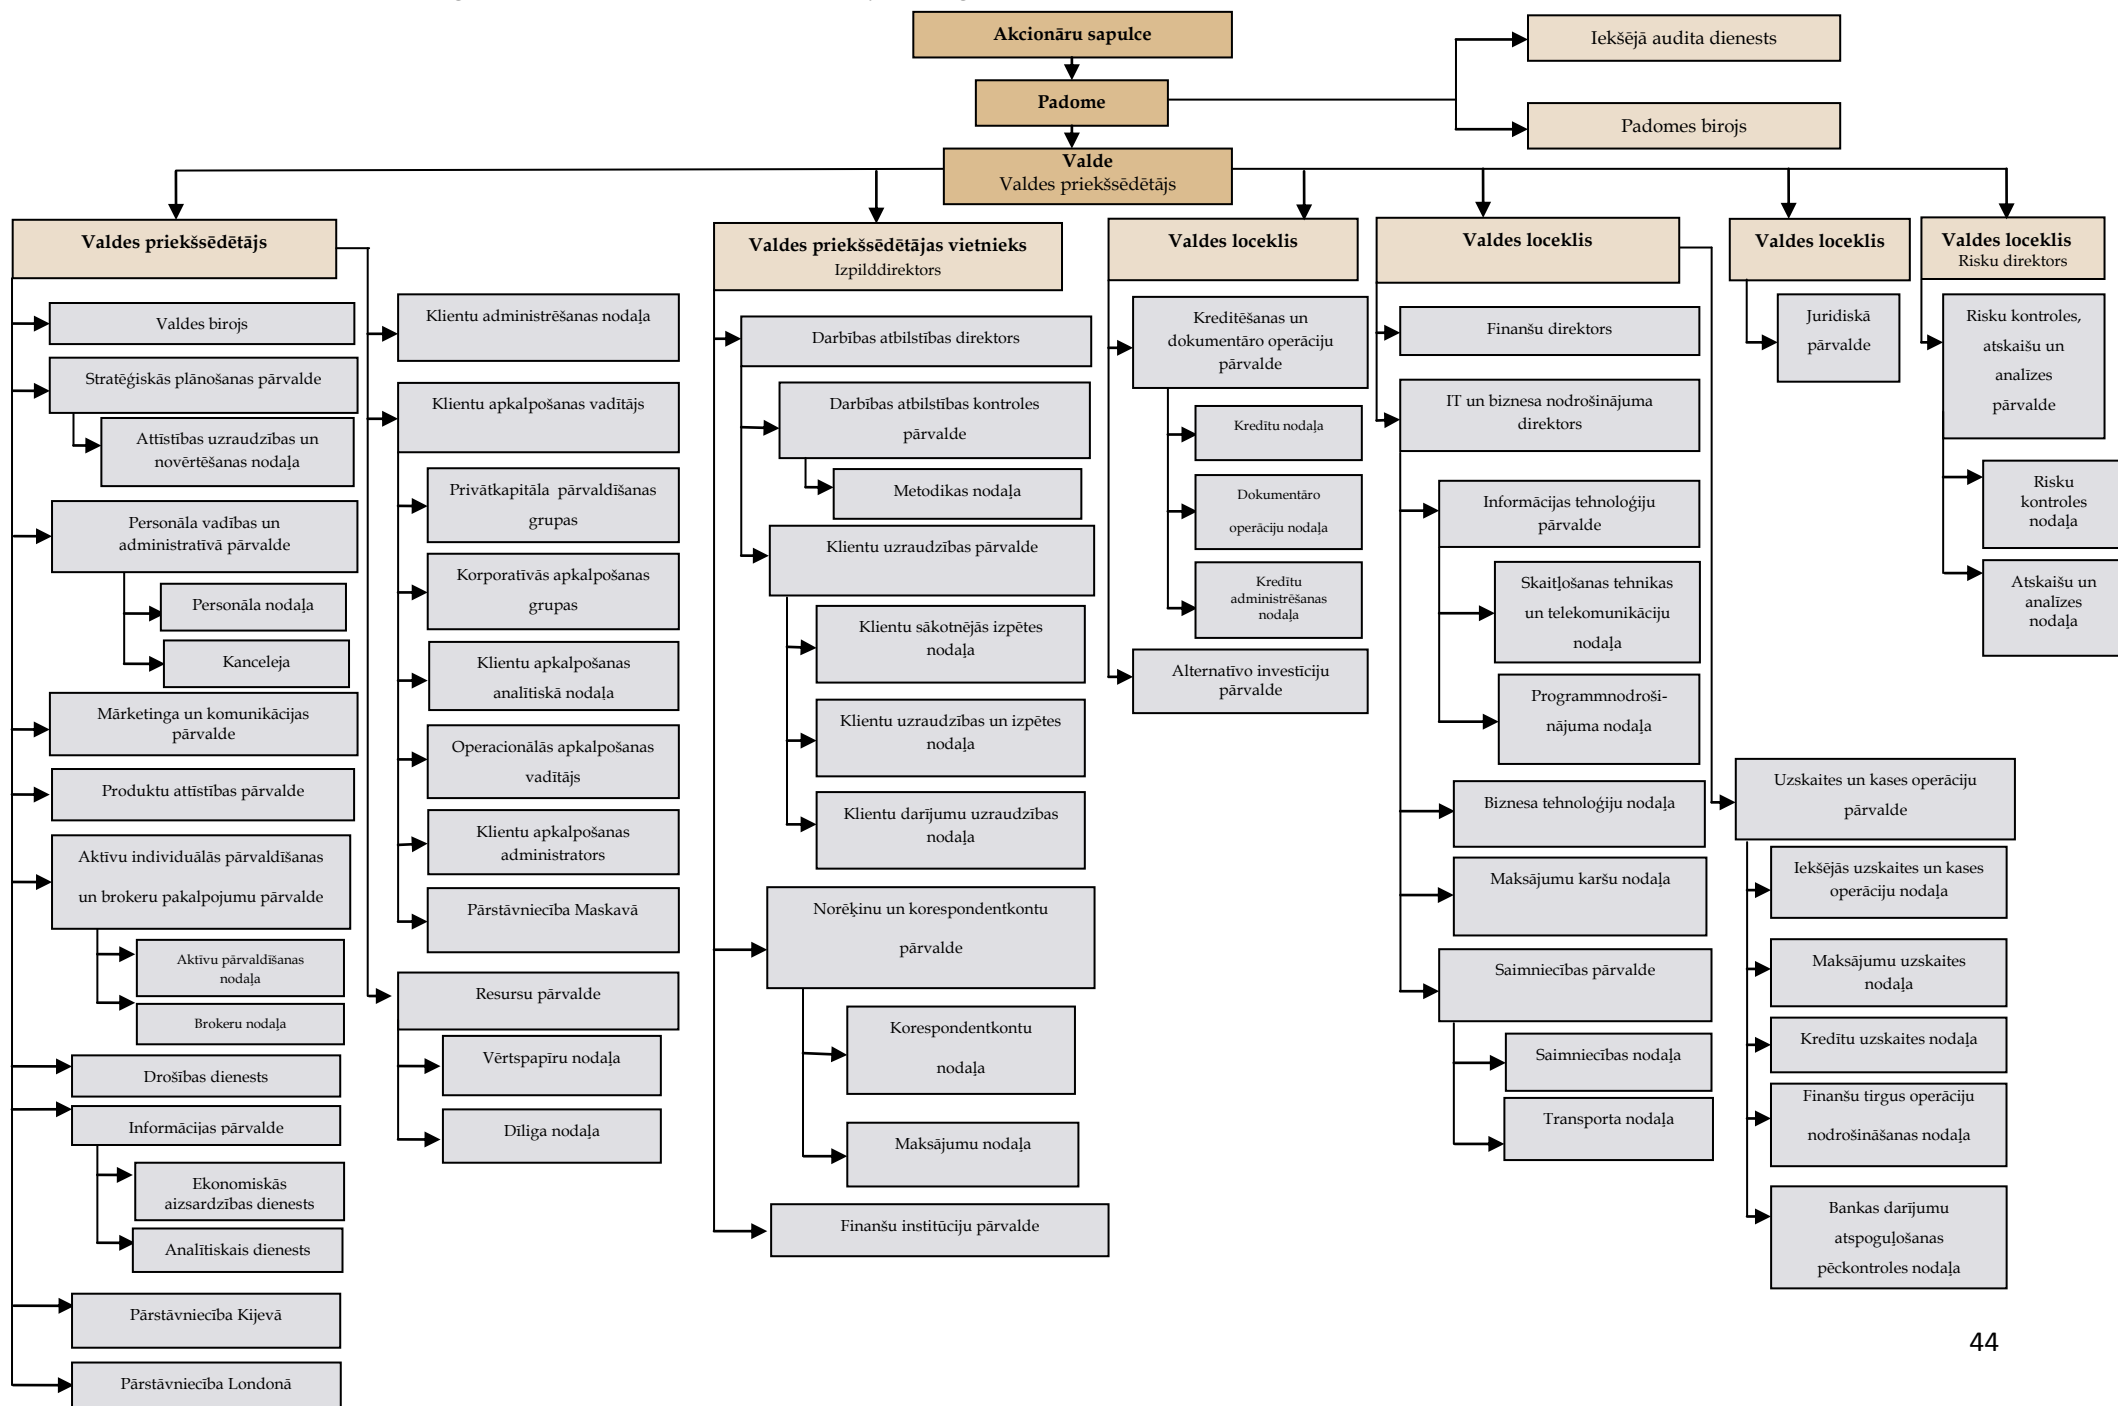 Akcionāru sapulce
Iekšējā audita dienests
Padome
Padomes birojs
Valde
Valdes priekšsēdētājs
Valdes priekšsēdētājs
Valdes birojs
Stratēģiskās plānošanas pārvalde
Attīstības uzraudzības un
novērtēšanas nodaļa
Personāla vadības un
administratīvā pārvalde
Personāla nodaļa
Kanceleja
Mārketinga un komunikācijas
pārvalde
Produktu attīstības pārvalde
Aktīvu individuālās pārvaldīšanas
un brokeru pakalpojumu pārvalde
Aktīvu pārvaldīšanas
nodaļa
Brokeru nodaļa
Drošības dienests
Informācijas pārvalde
Ekonomiskās
aizsardzības dienests
Analītiskais dienests
Pārstāvniecība Kijevā
Pārstāvniecība Londonā
Klientu administrēšanas nodaļa
Klientu apkalpošanas vadītājs
Privātkapitāla pārvaldīšanas
grupas
Korporatīvās apkalpošanas
grupas
Klientu apkalpošanas
analītiskā nodaļa
Operacionālās apkalpošanas
vadītājs
Klientu apkalpošanas
administrators
Pārstāvniecība Maskavā
Resursu pārvalde
Vērtspapīru nodaļa
Dīliga nodaļa
Valdes priekšsēdētājas vietnieks
Izpilddirektors
Darbības atbilstības direktors
Darbības atbilstības kontroles
pārvalde
Metodikas nodaļa
Klientu uzraudzības pārvalde
Klientu sākotnējās izpētes
nodaļa
Klientu uzraudzības un izpētes
nodaļa
Klientu darījumu uzraudzības
nodaļa
Norēķinu un korespondentkontu
pārvalde
Korespondentkontu
nodaļa
Maksājumu nodaļa
Finanšu institūciju pārvalde
Valdes loceklis
Kreditēšanas un
dokumentāro operāciju
pārvalde
Kredītu nodaļa
Dokumentāro
operāciju nodaļa
Kredītu
administrēšanas
nodaļa
Alternatīvo investīciju
pārvalde
Valdes loceklis
Finanšu direktors
IT un biznesa nodrošinājuma
direktors
Informācijas tehnoloģiju
pārvalde
Skaitļošanas tehnikas
un telekomunikāciju
nodaļa
Programmnodroši-
nājuma nodaļa
Biznesa tehnoloģiju nodaļa
Maksājumu karšu nodaļa
Saimniecības pārvalde
Saimniecības nodaļa
Transporta nodaļa
Uzskaites un kases operāciju
pārvalde
Iekšējās uzskaites un kases
operāciju nodaļa
Maksājumu uzskaites
nodaļa
Kredītu uzskaites nodaļa
Finanšu tirgus operāciju
nodrošināšanas nodaļa
Bankas darījumu
atspoguļošanas
pēckontroles nodaļa
Valdes loceklis
Juridiskā
pārvalde
Valdes loceklis
Risku direktors
Risku kontroles,
atskaišu un
analīzes
pārvalde
Risku
kontroles
nodaļa
Atskaišu un
analīzes
nodaļa
44